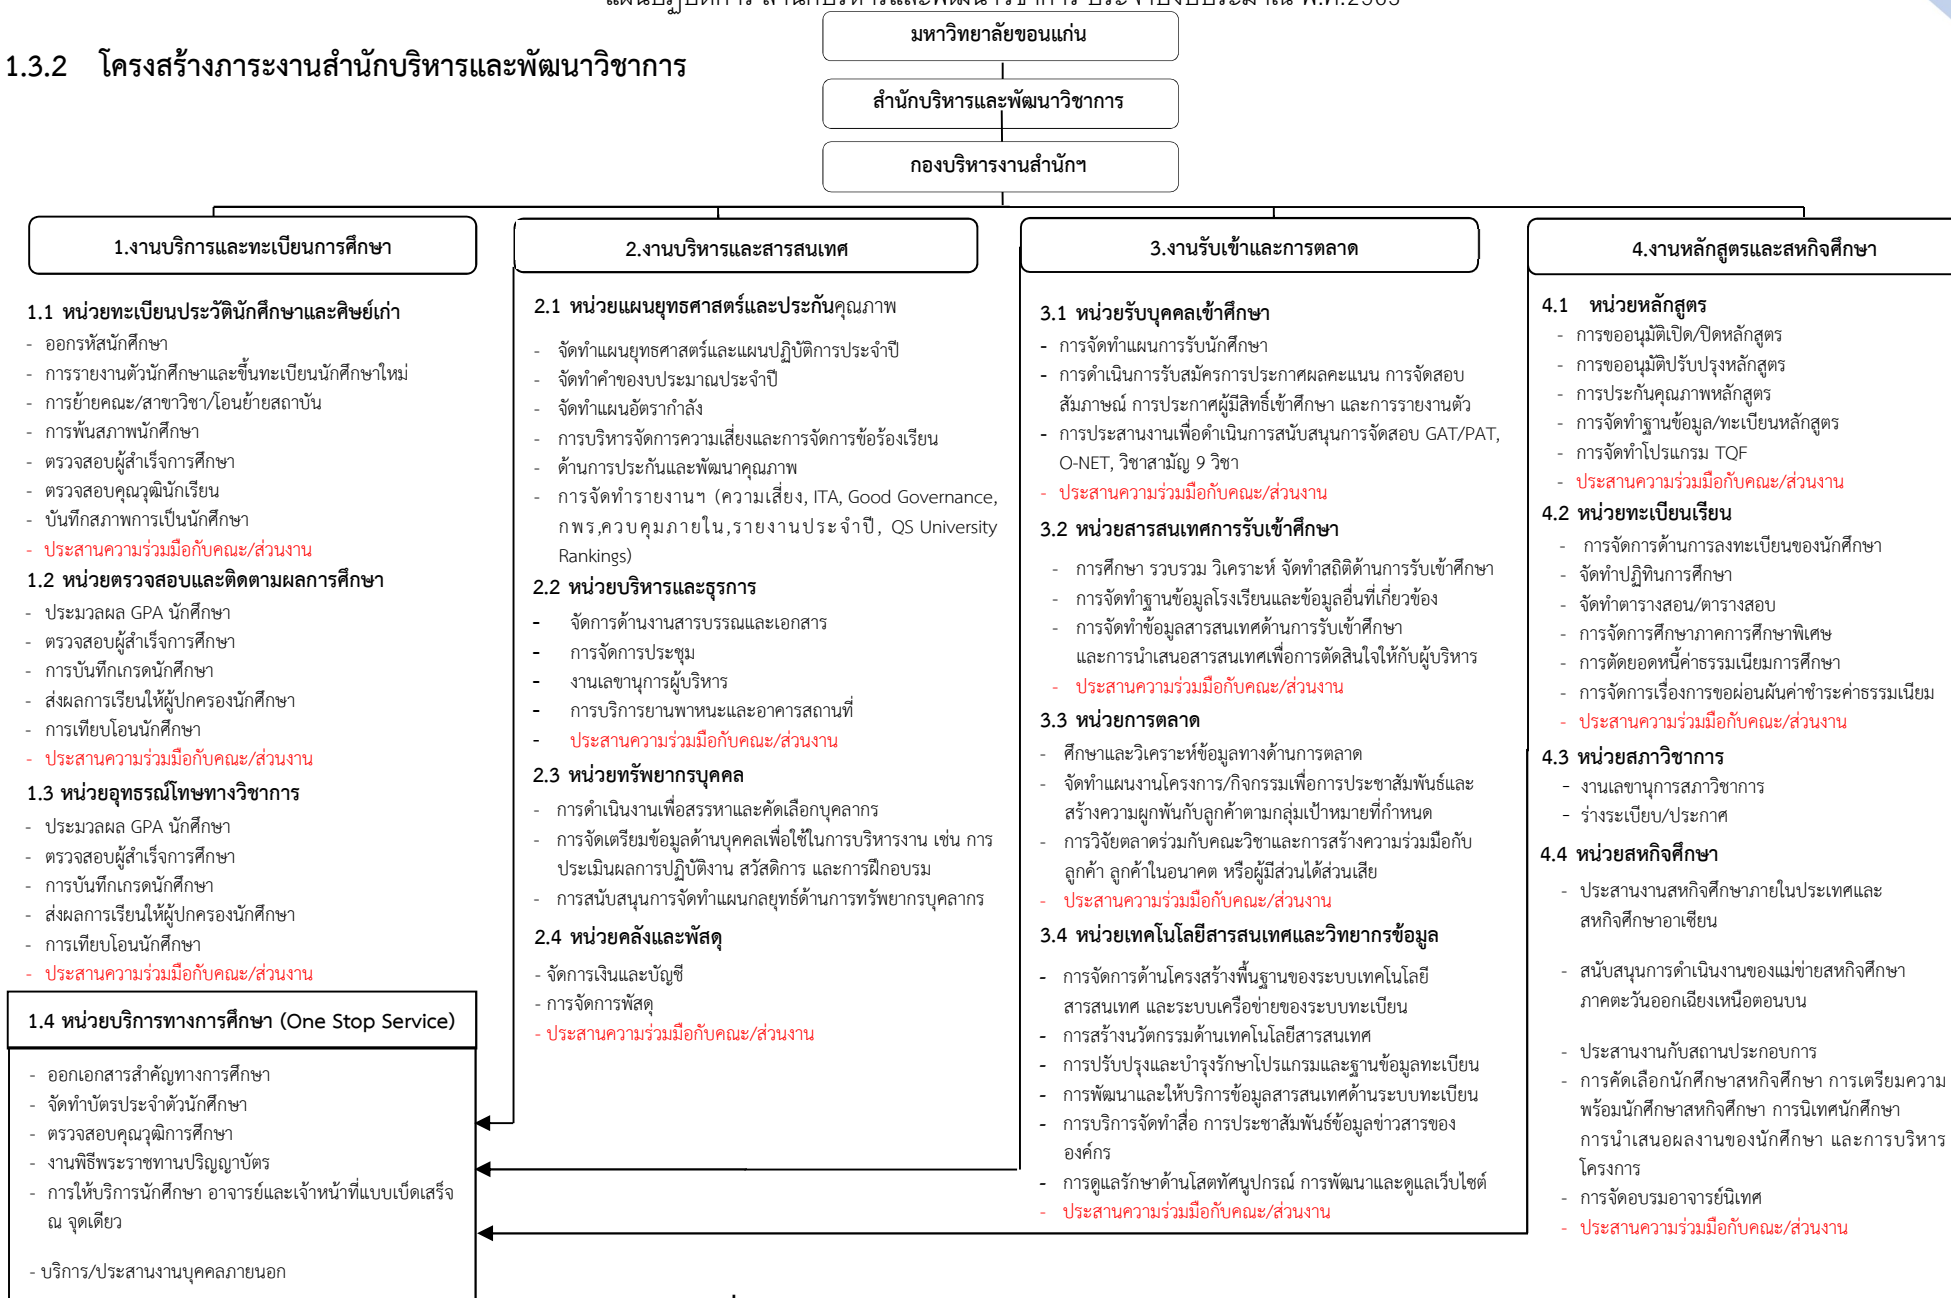 แผนปฏิบัติการ สำนักบริหารและพัฒนาวิชาการ ประจำปีงบประมาณ พ.ศ.2565
1.3.2 โครงสร้างภาระงานสำนักบริหารและพัฒนาวิชาการ
มหาวิทยาลัยขอนแก่น
สำนักบริหารและพัฒนาวิชาการ
กองบริหารงานสำนักฯ
1.งานบริการและทะเบียนการศึกษา
1.1 หน่วยทะเบียนประวัตินักศึกษาและศิษย์เก่า
- ออกรหัสนักศึกษา
- การรายงานตัวนักศึกษาและขึ้นทะเบียนนักศึกษาใหม่
- การย้ายคณะ/สาขาวิชา/โอนย้ายสถาบัน
- การพ้นสภาพนักศึกษา
- ตรวจสอบผู้สำเร็จการศึกษา
- ตรวจสอบคุณวุฒินักเรียน
- บันทึกสภาพการเป็นนักศึกษา
- ประสานความร่วมมือกับคณะ/ส่วนงาน
1.2 หน่วยตรวจสอบและติดตามผลการศึกษา
- ประมวลผล GPA นักศึกษา
- ตรวจสอบผู้สำเร็จการศึกษา
- การบันทึกเกรดนักศึกษา
- ส่งผลการเรียนให้ผู้ปกครองนักศึกษา
- การเทียบโอนนักศึกษา
- ประสานความร่วมมือกับคณะ/ส่วนงาน
1.3 หน่วยอุทธรณ์โทษทางวิชาการ
- ประมวลผล GPA นักศึกษา
- ตรวจสอบผู้สำเร็จการศึกษา
- การบันทึกเกรดนักศึกษา
- ส่งผลการเรียนให้ผู้ปกครองนักศึกษา
- การเทียบโอนนักศึกษา
- ประสานความร่วมมือกับคณะ/ส่วนงาน
1.4 หน่วยบริการทางการศึกษา (One Stop Service)
- ออกเอกสารสำคัญทางการศึกษา
- จัดทำบัตรประจำตัวนักศึกษา
- ตรวจสอบคุณวุฒิการศึกษา
- งานพิธีพระราชทานปริญญาบัตร
- การให้บริการนักศึกษา อาจารย์และเจ้าหน้าที่แบบเบ็ดเสร็จ
ณ จุดเดียว
- บริการ/ประสานงานบุคคลภายนอก
2.งานบริหารและสารสนเทศ
2.1 หน่วยแผนยุทธศาสตร์และประกันคุณภาพ
- จัดทำแผนยุทธศาสตร์และแผนปฏิบัติการประจำปี
- จัดทำคำของบประมาณประจำปี
- จัดทำแผนอัตรากำลัง
- การบริหารจัดการความเสี่ยงและการจัดการข้อร้องเรียน
- ด้านการประกันและพัฒนาคุณภาพ
- การจัดทำรายงานฯ (ความเสี่ยง, ITA, Good Governance,
กพร,ควบคุมภายใน,รายงานประจำปี, QS University
Rankings)
2.2 หน่วยบริหารและธุรการ
- จัดการด้านงานสารบรรณและเอกสาร
- การจัดการประชุม
- งานเลขานุการผู้บริหาร
- การบริการยานพาหนะและอาคารสถานที่
- ประสานความร่วมมือกับคณะ/ส่วนงาน
2.3 หน่วยทรัพยากรบุคคล
- การดำเนินงานเพื่อสรรหาและคัดเลือกบุคลากร
- การจัดเตรียมข้อมูลด้านบุคคลเพื่อใช้ในการบริหารงาน เช่น การ
ประเมินผลการปฏิบัติงาน สวัสดิการ และการฝึกอบรม
- การสนับสนุนการจัดทำแผนกลยุทธ์ด้านการทรัพยากรบุคลากร
2.4 หน่วยคลังและพัสดุ
- จัดการเงินและบัญชี
- การจัดการพัสดุ
- ประสานความร่วมมือกับคณะ/ส่วนงาน
3.งานรับเข้าและการตลาด
3.1 หน่วยรับบุคคลเข้าศึกษา
- การจัดทำแผนการรับนักศึกษา
- การดำเนินการรับสมัครการประกาศผลคะแนน การจัดสอบ
สัมภาษณ์ การประกาศผู้มีสิทธิ์เข้าศึกษา และการรายงานตัว
- การประสานงานเพื่อดำเนินการสนับสนุนการจัดสอบ GAT/PAT,
O-NET, วิชาสามัญ 9 วิชา
- ประสานความร่วมมือกับคณะ/ส่วนงาน
3.2 หน่วยสารสนเทศการรับเข้าศึกษา
- การศึกษา รวบรวม วิเคราะห์ จัดทำสถิติด้านการรับเข้าศึกษา
- การจัดทำฐานข้อมูลโรงเรียนและข้อมูลอื่นที่เกี่ยวข้อง
- การจัดทำข้อมูลสารสนเทศด้านการรับเข้าศึกษา
และการนำเสนอสารสนเทศเพื่อการตัดสินใจให้กับผู้บริหาร
- ประสานความร่วมมือกับคณะ/ส่วนงาน
3.3 หน่วยการตลาด
- ศึกษาและวิเคราะห์ข้อมูลทางด้านการตลาด
- จัดทำแผนงานโครงการ/กิจกรรมเพื่อการประชาสัมพันธ์และ
สร้างความผูกพันกับลูกค้าตามกลุ่มเป้าหมายที่กำหนด
- การวิจัยตลาดร่วมกับคณะวิชาและการสร้างความร่วมมือกับ
ลูกค้า ลูกค้าในอนาคต หรือผู้มีส่วนได้ส่วนเสีย
- ประสานความร่วมมือกับคณะ/ส่วนงาน
3.4 หน่วยเทคโนโลยีสารสนเทศและวิทยากรข้อมูล
- การจัดการด้านโครงสร้างพื้นฐานของระบบเทคโนโลยี
สารสนเทศ และระบบเครือข่ายของระบบทะเบียน
- การสร้างนวัตกรรมด้านเทคโนโลยีสารสนเทศ
- การปรับปรุงและบำรุงรักษาโปรแกรมและฐานข้อมูลทะเบียน
- การพัฒนาและให้บริการข้อมูลสารสนเทศด้านระบบทะเบียน
- การบริการจัดทำสื่อ การประชาสัมพันธ์ข้อมูลข่าวสารของ
องค์กร
- การดูแลรักษาด้านโสตทัศนูปกรณ์ การพัฒนาและดูแลเว็บไซต์
- ประสานความร่วมมือกับคณะ/ส่วนงาน
4.งานหลักสูตรและสหกิจศึกษา
4.1 หน่วยหลักสูตร
- การขออนุมัติเปิด/ปิดหลักสูตร
- การขออนุมัติปรับปรุงหลักสูตร
- การประกันคุณภาพหลักสูตร
- การจัดทำฐานข้อมูล/ทะเบียนหลักสูตร
- การจัดทำโปรแกรม TQF
- ประสานความร่วมมือกับคณะ/ส่วนงาน
4.2 หน่วยทะเบียนเรียน
- การจัดการด้านการลงทะเบียนของนักศึกษา
- จัดทำปฏิทินการศึกษา
- จัดทำตารางสอน/ตารางสอบ
- การจัดการศึกษาภาคการศึกษาพิเศษ
- การตัดยอดหนี้ค่าธรรมเนียมการศึกษา
- การจัดการเรื่องการขอผ่อนผันค่าชำระค่าธรรมเนียม
- ประสานความร่วมมือกับคณะ/ส่วนงาน
4.3 หน่วยสภาวิชาการ
- งานเลขานุการสภาวิชาการ
- ร่างระเบียบ/ประกาศ
4.4 หน่วยสหกิจศึกษา
- ประสานงานสหกิจศึกษาภายในประเทศและ
สหกิจศึกษาอาเซียน
- สนับสนุนการดำเนินงานของแม่ข่ายสหกิจศึกษา
ภาคตะวันออกเฉียงเหนือตอนบน
- ประสานงานกับสถานประกอบการ
- การคัดเลือกนักศึกษาสหกิจศึกษา การเตรียมความ
พร้อมนักศึกษาสหกิจศึกษา การนิเทศนักศึกษา
การนำเสนอผลงานของนักศึกษา และการบริหาร
โครงการ
- การจัดอบรมอาจารย์นิเทศ
- ประสานความร่วมมือกับคณะ/ส่วนงาน